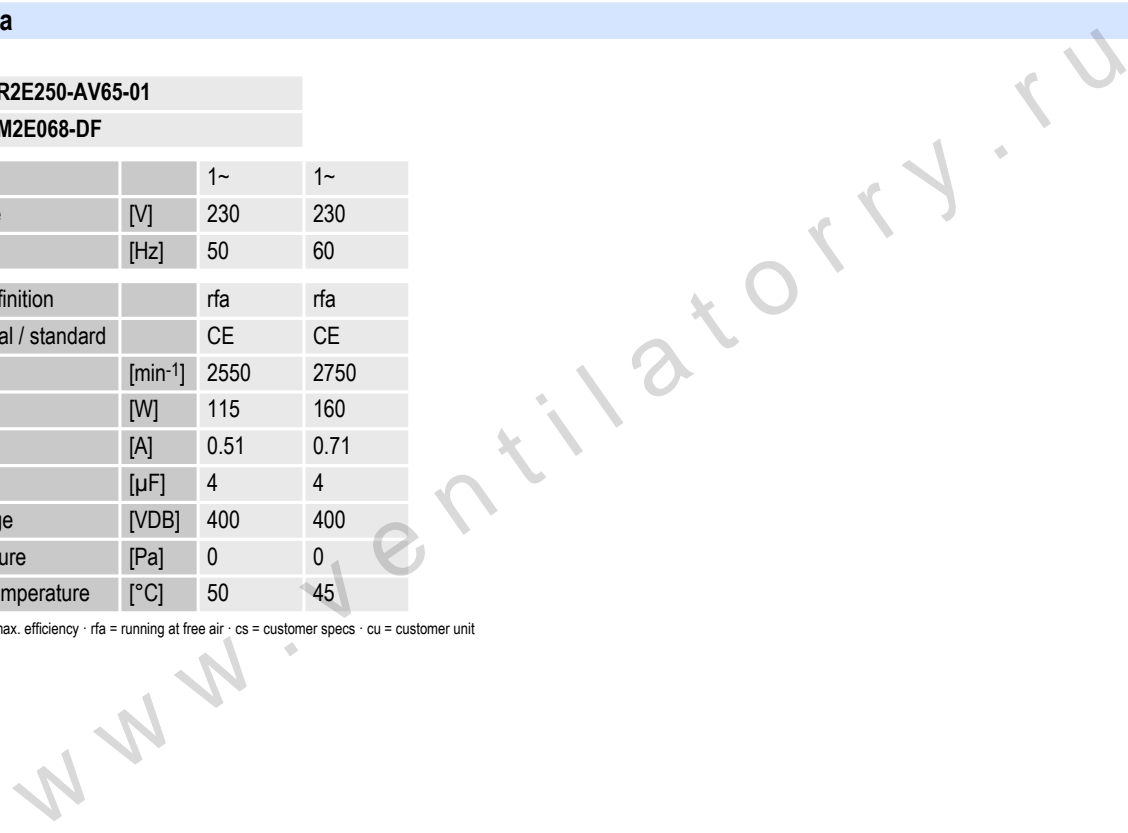 a
R2E250-AV65-01
M2E068-DF
1~ 1~
e [V] 230 230
[Hz] 50 60
finition rfa rfa
al / standard CE CE
[min-1] 2550 2750
[W] 115 160
[A] 0.51 0.71
[µF] 4 4
ge [VDB] 400 400
ure [Pa] 0 0
emperature [°C] 50 45
max. efficiency · rfa = running at free air · cs = customer specs · cu = customer unit
www.ventilatorry.ru